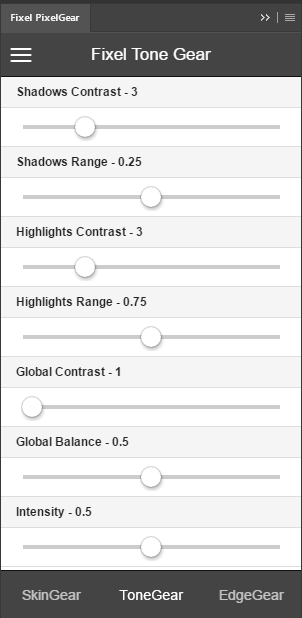 Fixel PixelGear
Fixel Tone Gear
Shadows Contrast - 3
Shadows Range - 0.25
Highlights Contrast - 3
Highlights Range - 0.75
Global Contrast - 1
Global Balance - 0.5
Intensity - 0.5
SkinGear ToneGear EdgeGear